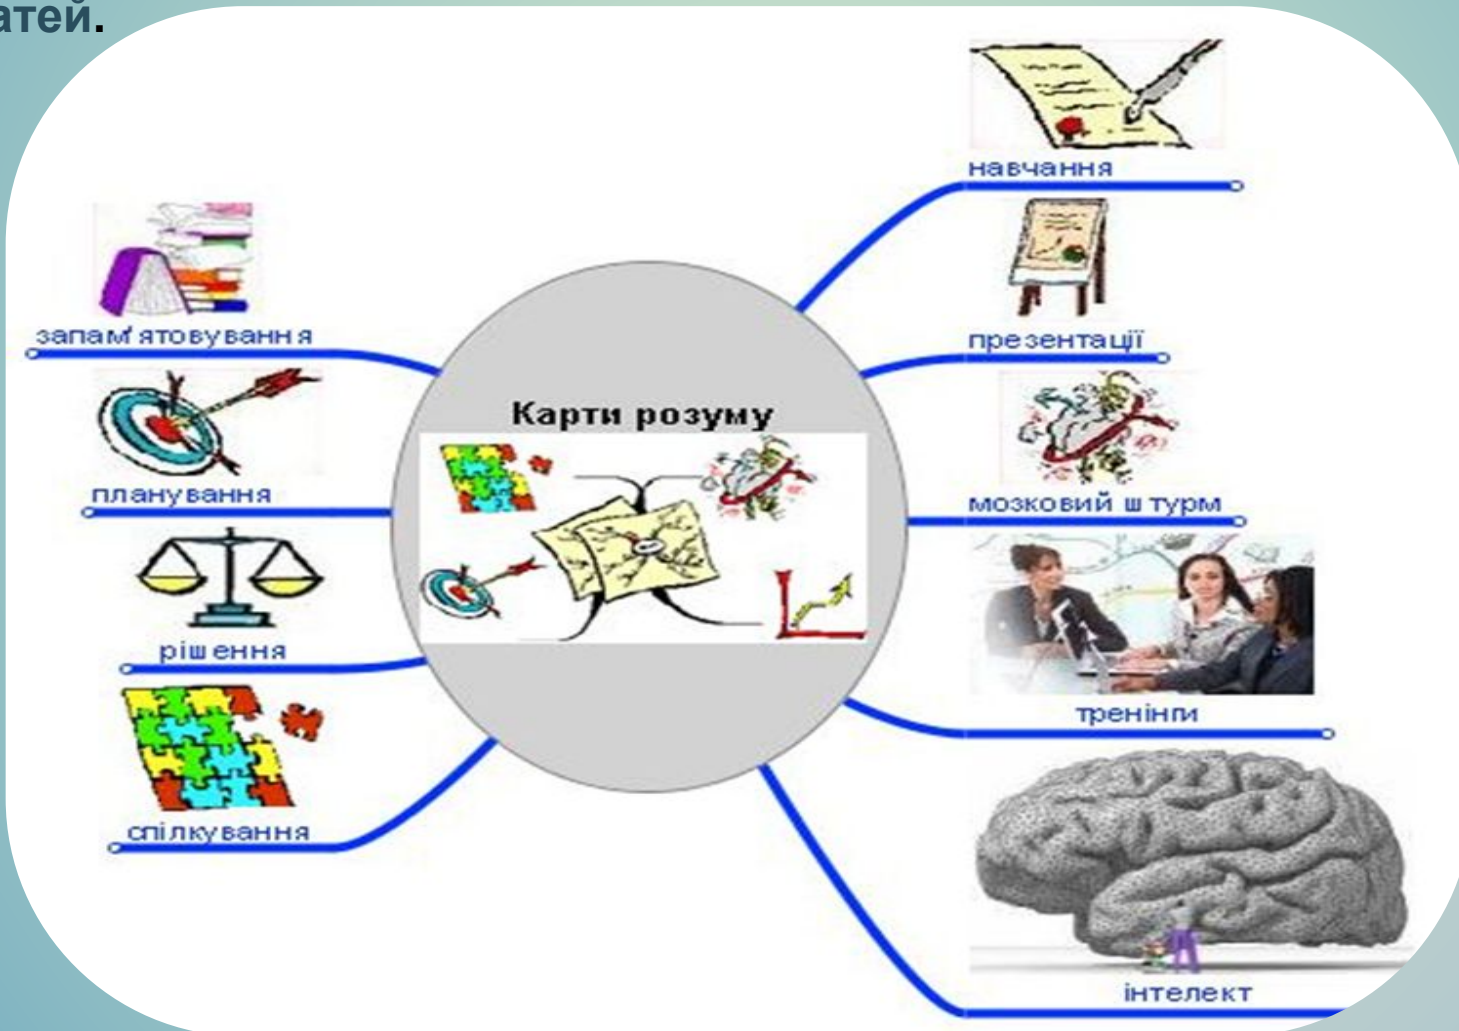 атей.
навчання
презентації
мозковий штурм
тренінги
інтелект
Карти розуму
запам'ятовування
планування
рішення
спілкування